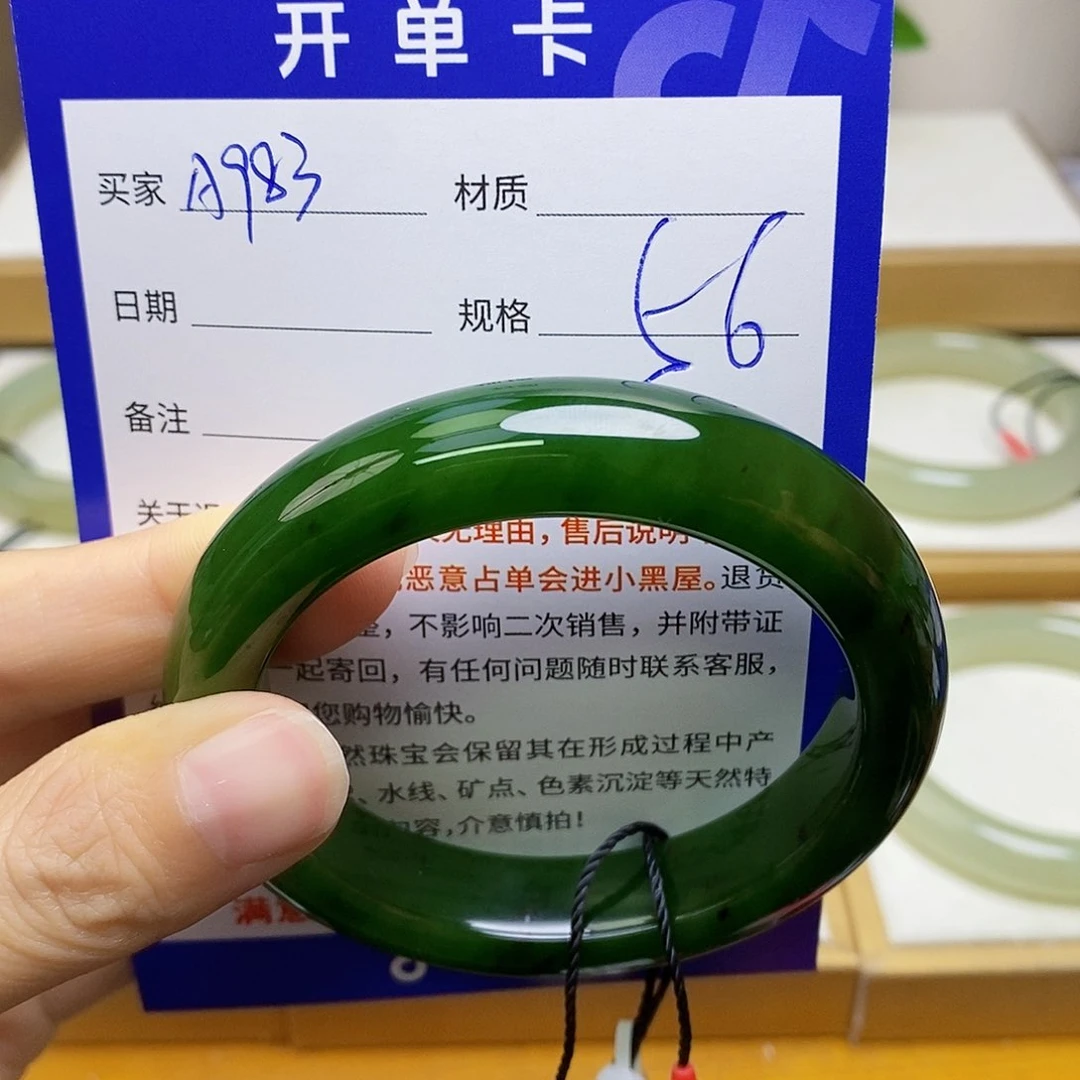 开单卡
买家 A983 材质
日期 规格 56
备注
关于
无理由，售后说明
恶意占单会进小黑屋。退货
整，不影响二次销售，并附带证
一起寄回，有任何问题随时联系客服，
您购物愉快。
然珠宝会保留其在形成过程中产
、水线、矿点、色素沉淀等天然特
内容，介意慎拍！
满意